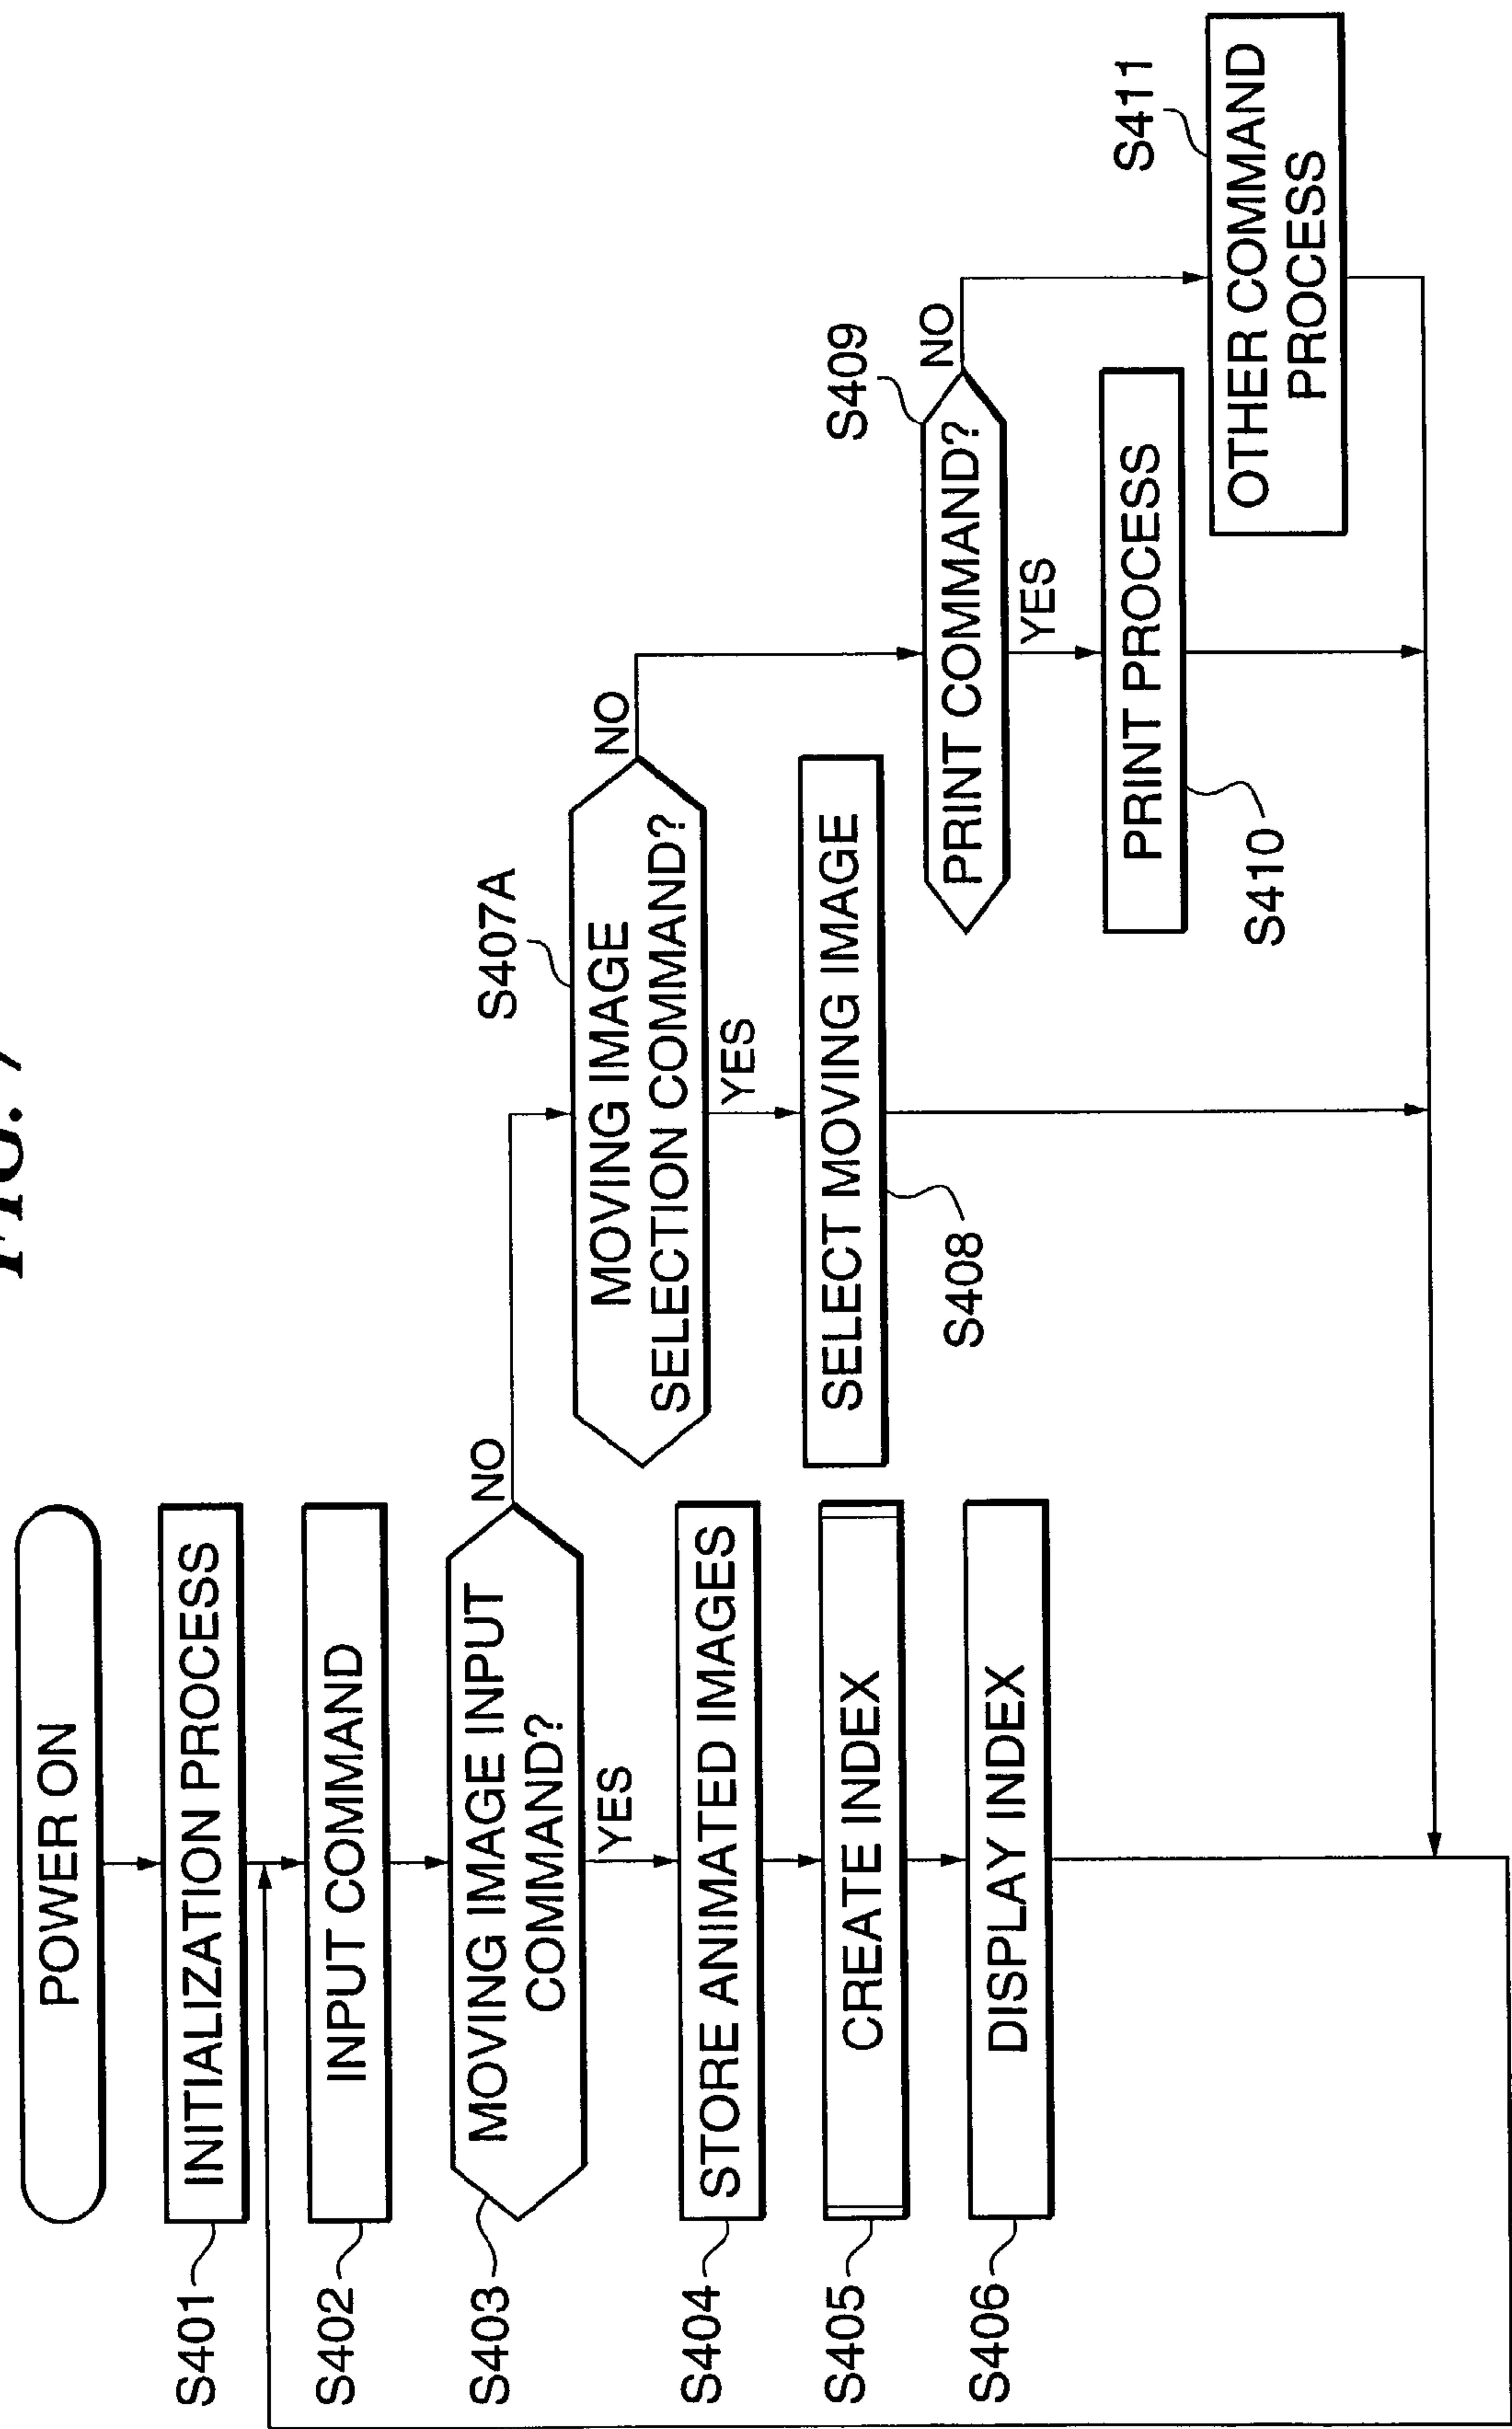 FIG. 7
POWER ON
S401
INITIALIZATION PROCESS
S402
INPUT COMMAND
S403
MOVING IMAGE INPUT
COMMAND?
NO
YES
S404
STORE ANIMATED IMAGES
S405
CREATE INDEX
S406
DISPLAY INDEX
S407A
MOVING IMAGE
SELECTION COMMAND?
NO
YES
SELECT MOVING IMAGE
S408
S409
PRINT COMMAND?
NO
YES
PRINT PROCESS
S410
S411
OTHER COMMAND
PROCESS